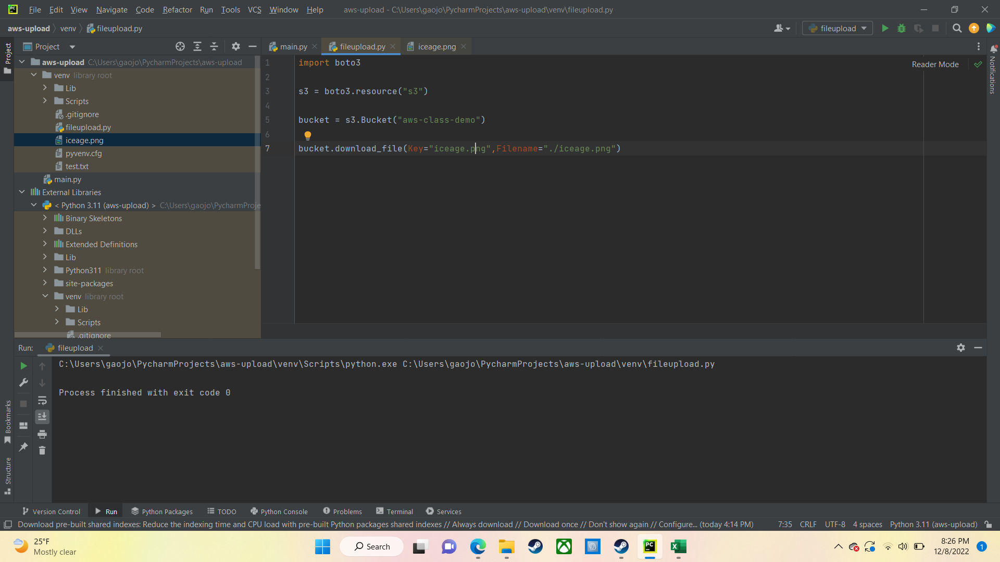 PC File Edit View Navigate Code Refactor Run Tools VCS Window Help aws-upload - C:\Users\gaojo\PycharmProjects\aws-upload\venv\fileupload.py
aws-upload venv fileupload.py fileupload
Project
Project main.py fileupload.py iceage.png
aws-upload C:\Users\gaojo\PycharmProjects\aws-upload
venv library root
Lib
Scripts
.gitignore
fileupload.py
iceage.png
pyvenv.cfg
test.txt
main.py
External Libraries
< Python 3.11 (aws-upload) > C:\Users\gaojo\PycharmProje
Binary Skeletons
DLLs
Extended Definitions
Lib
Python311 library root
site-packages
venv library root
Lib
Scripts
.gitignore
1 import boto3
2
3 s3 = boto3.resource("s3")
4
5 bucket = s3.Bucket("aws-class-demo")
6
7 bucket.download_file(Key="iceage.png",Filename="./iceage.png")
Reader Mode
Notifications
Run: fileupload
C:\Users\gaojo\PycharmProjects\aws-upload\venv\Scripts\python.exe C:\Users\gaojo\PycharmProjects\aws-upload\venv\fileupload.py
Process finished with exit code 0
Bookmarks
Structure
Version Control Run Python Packages TODO Python Console Problems Terminal Services
Download pre-built shared indexes: Reduce the indexing time and CPU load with pre-built Python packages shared indexes // Always download // Download once // Don't show again // Configure... (today 4:14 PM) 7:35 CRLF UTF-8 4 spaces Python 3.11 (aws-upload)
25°F
Mostly clear
Search
PC
X
8:26 PM
12/8/2022
1